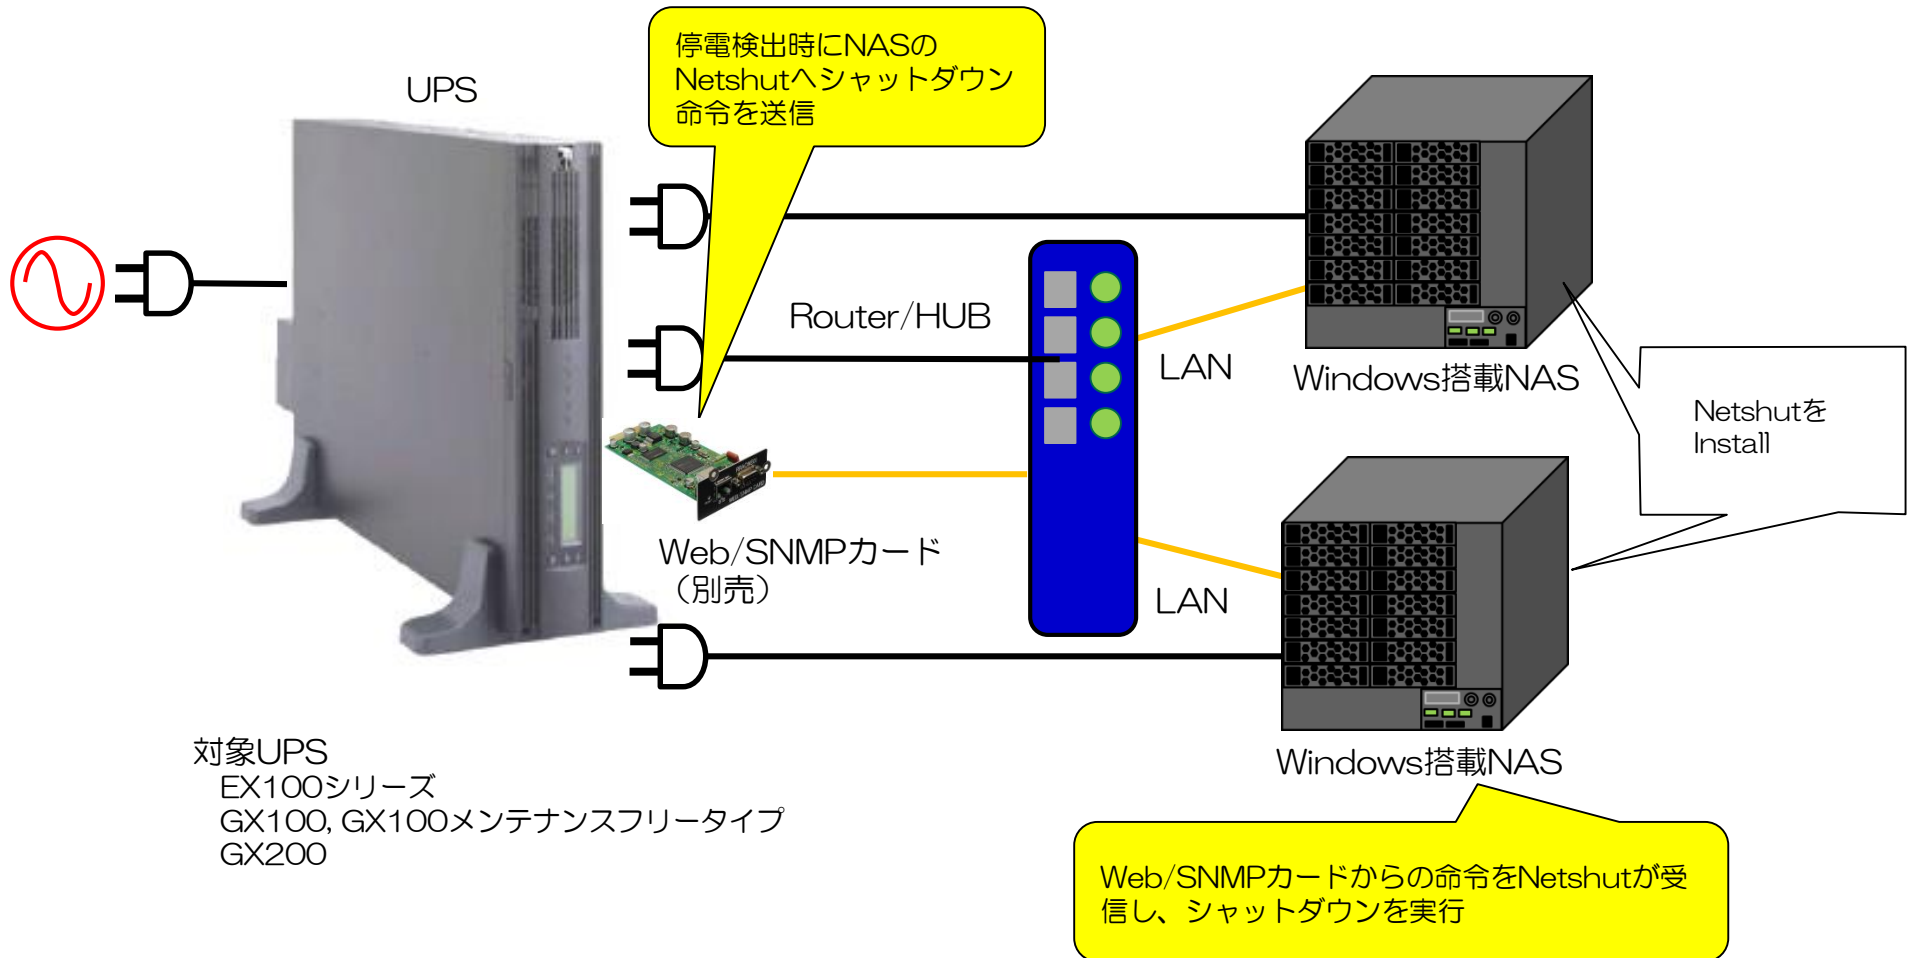 停電検出時にNASの
Netshutへシャットダウン
命令を送信
UPS
Router/HUB
LAN
Windows搭載NAS
Netshutを
Install
Web/SNMPカード
（別売）
LAN
Windows搭載NAS
対象UPS
EX100シリーズ
GX100, GX100メンテナンスフリータイプ
GX200
Web/SNMPカードからの命令をNetshutが受
信し、シャットダウンを実行